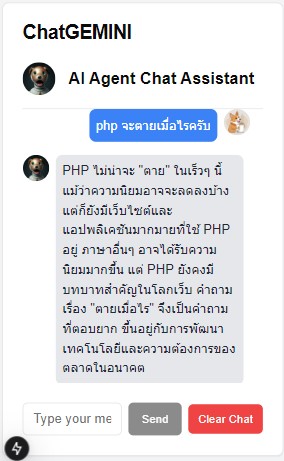 ChatGEMINI
AI Agent Chat Assistant
php จะตายเมื่อไรครับ
PHP ไม่น่าจะ "ตาย" ในเร็วๆ นี้
แม้ว่าความนิยมอาจจะลดลงบ้าง
แต่ก็ยังมีเว็บไซต์และ
แอปพลิเคชันมากมายที่ใช้ PHP
อยู่ ภาษาอื่นๆ อาจได้รับความ
นิยมมากขึ้น แต่ PHP ยังคงมี
บทบาทสำคัญในโลกเว็บ คำถาม
เรื่อง "ตายเมื่อไร" จึงเป็นคำถาม
ที่ตอบยาก ขึ้นอยู่กับการพัฒนา
เทคโนโลยีและความต้องการของ
ตลาดในอนาคต
Type your me
Send
Clear Chat